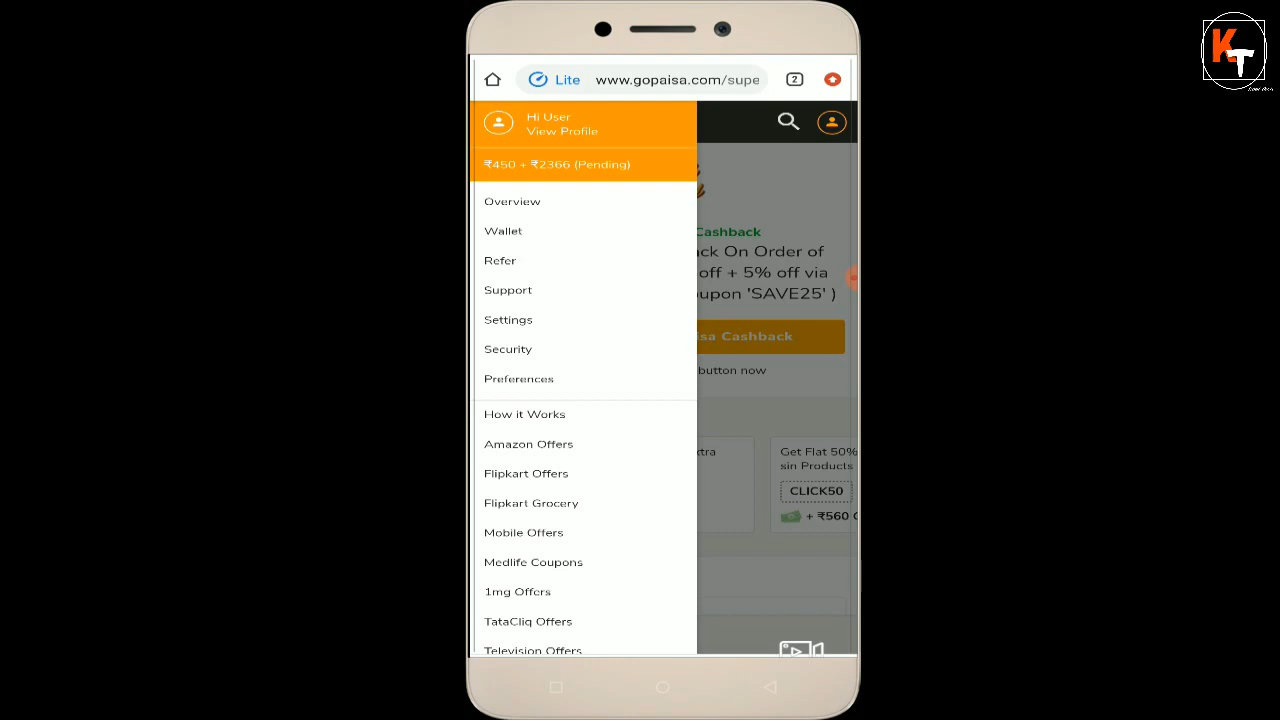 Lite www.gopaisa.com/supe 2
Hi User
View Profile
₹450 + ₹2366 (Pending)
Overview
Wallet
Refer
Support
Settings
Security
Preferences
How it Works
Amazon Offers
Flipkart Offers
Flipkart Grocery
Mobile Offers
Medlife Coupons
1mg Offers
TataCliq Offers
Television Offers
Cashback
ck On Order of
off + 5% off via
upon 'SAVE25' )
isa Cashback
button now
xtra
Get Flat 50%
sin Products
CLICK50
+ ₹560
KT